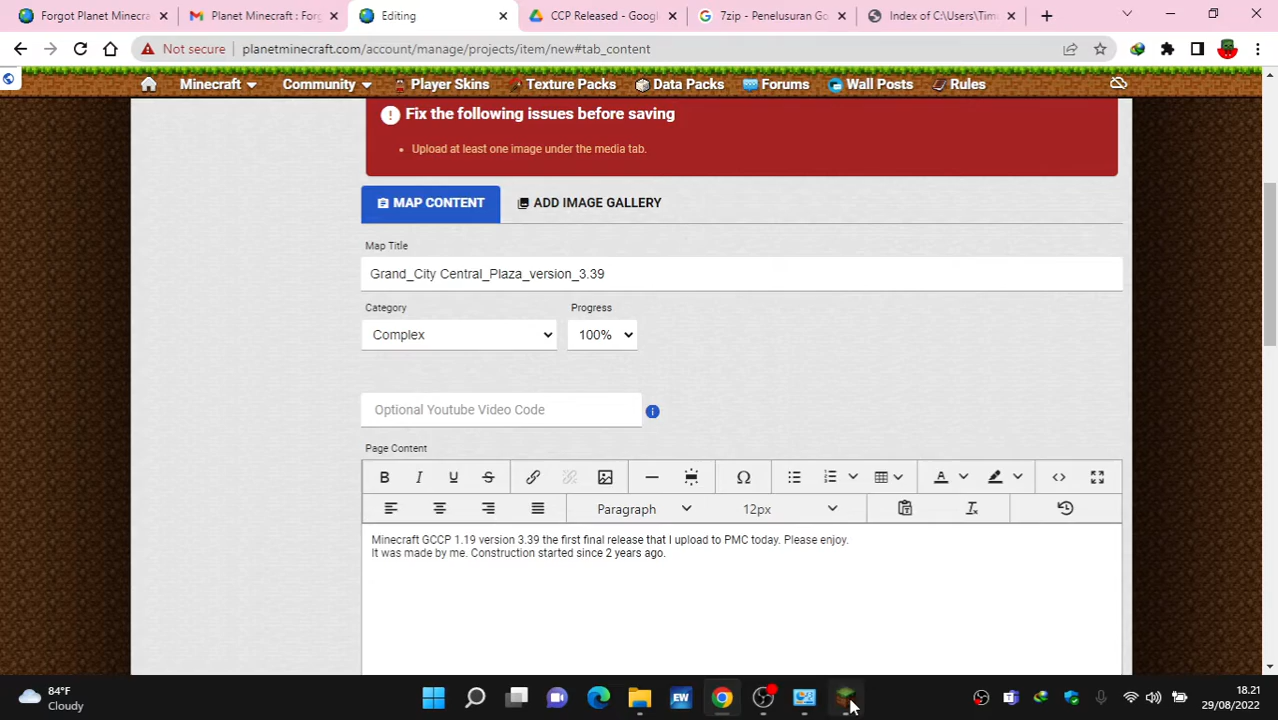 Forgot Planet Minecra
Planet Minecraft : Forg
Editing
CCP Released - Googl
7zip - Penelusuran Go
Index of C:\Users\Tim
Not secure
planetminecraft.com/account/manage/projects/item/new#tab_content
Minecraft
Community
Player Skins
Texture Packs
Data Packs
Forums
Wall Posts
Rules
Fix the following issues before saving
• Upload at least one image under the media tab.
MAP CONTENT
ADD IMAGE GALLERY
Map Title
Grand_City Central_Plaza_version_3.39
Category
Progress
Complex
100%
Optional Youtube Video Code
Page Content
Paragraph
12px
Minecraft GCCP 1.19 version 3.39 the first final release that I upload to PMC today. Please enjoy.
It was made by me. Construction started since 2 years ago.
84°F
Cloudy
EW
18.21
29/08/2022